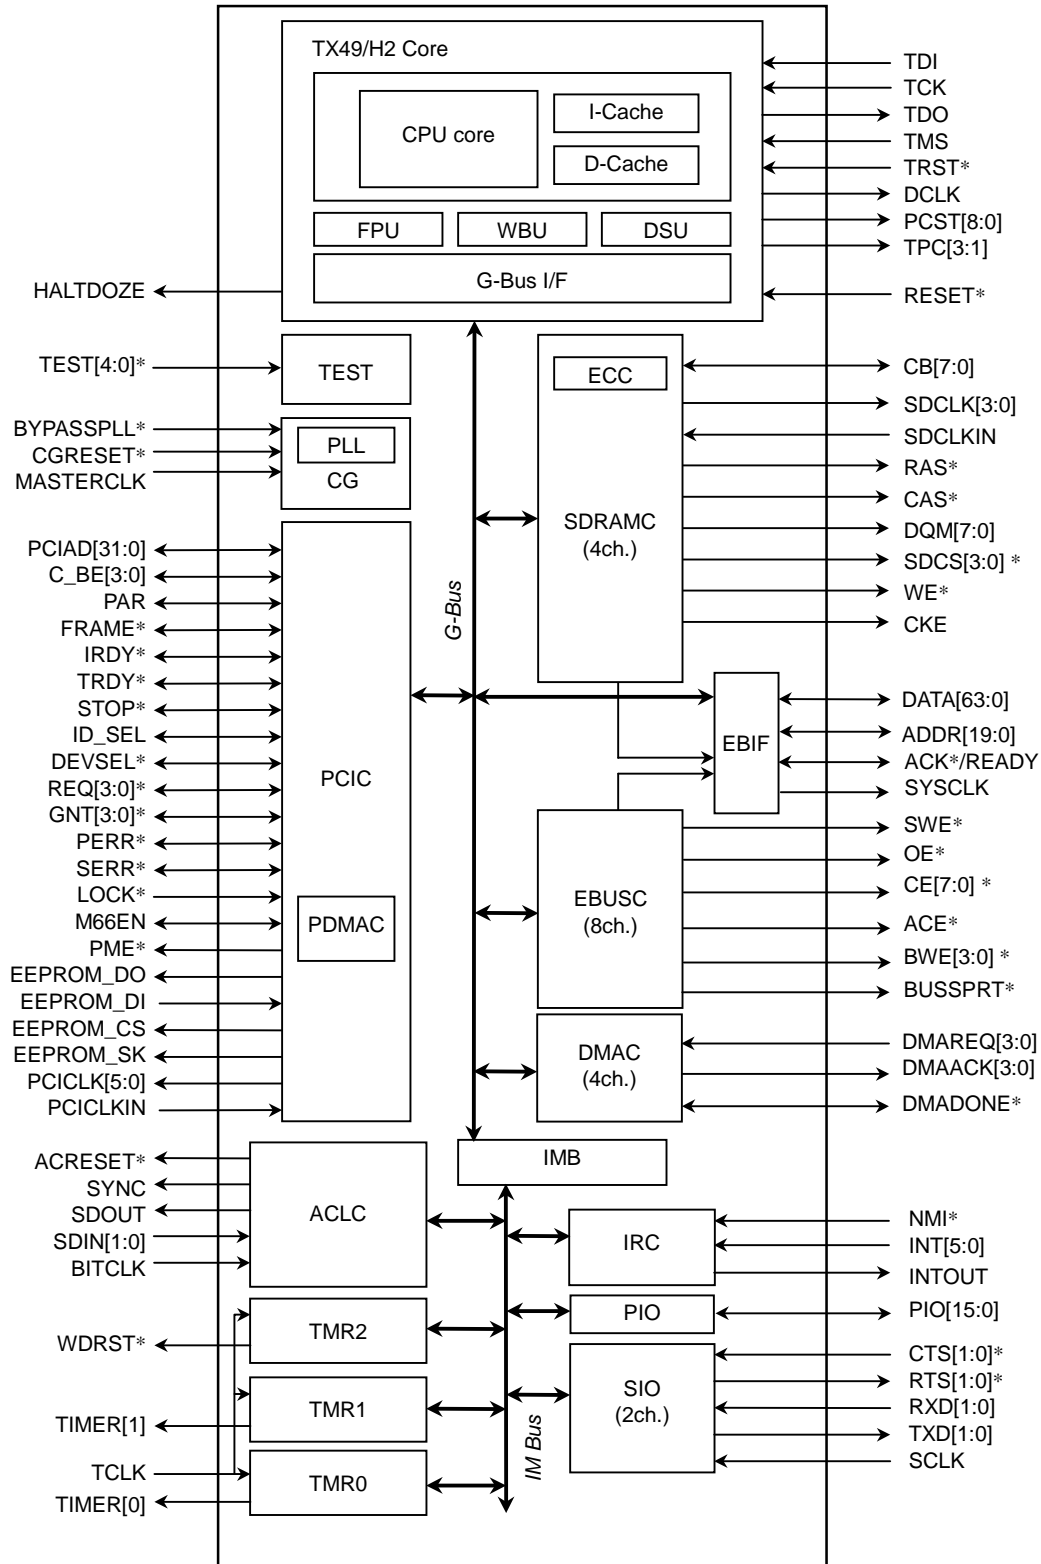 TX49/H2 Core
CPU core
I-Cache
D-Cache
FPU
WBU
DSU
G-Bus I/F
HALTDOZE
TDI
TCK
TDO
TMS
TRST*
DCLK
PCST[8:0]
TPC[3:1]
RESET*
TEST[4:0]*
TEST
BYPASSPLL*
CGRESET*
MASTERCLK
PLL
CG
PCIAD[31:0]
C_BE[3:0]
PAR
FRAME*
IRDY*
TRDY*
STOP*
ID_SEL
DEVSEL*
REQ[3:0]*
GNT[3:0]*
PERR*
SERR*
LOCK*
M66EN
PME*
EEPROM_DO
EEPROM_DI
EEPROM_CS
EEPROM_SK
PCICLK[5:0]
PCICLKIN
PCIC
PDMAC
G-Bus
ECC
SDRAMC
(4ch.)
CB[7:0]
SDCLK[3:0]
SDCLKIN
RAS*
CAS*
DQM[7:0]
SDCS[3:0] *
WE*
CKE
EBIF
DATA[63:0]
ADDR[19:0]
ACK*/READY
SYSCLK
EBUSC
(8ch.)
SWE*
OE*
CE[7:0] *
ACE*
BWE[3:0] *
BUSSPRT*
DMAC
(4ch.)
DMAREQ[3:0]
DMAACK[3:0]
DMADONE*
IMB
ACRESET*
SYNC
SDOUT
SDIN[1:0]
BITCLK
ACLC
IRC
NMI*
INT[5:0]
INTOUT
WDRST*
TMR2
PIO
PIO[15:0]
TIMER[1]
TMR1
TCLK
TIMER[0]
TMR0
IM Bus
SIO
(2ch.)
CTS[1:0]*
RTS[1:0]*
RXD[1:0]
TXD[1:0]
SCLK